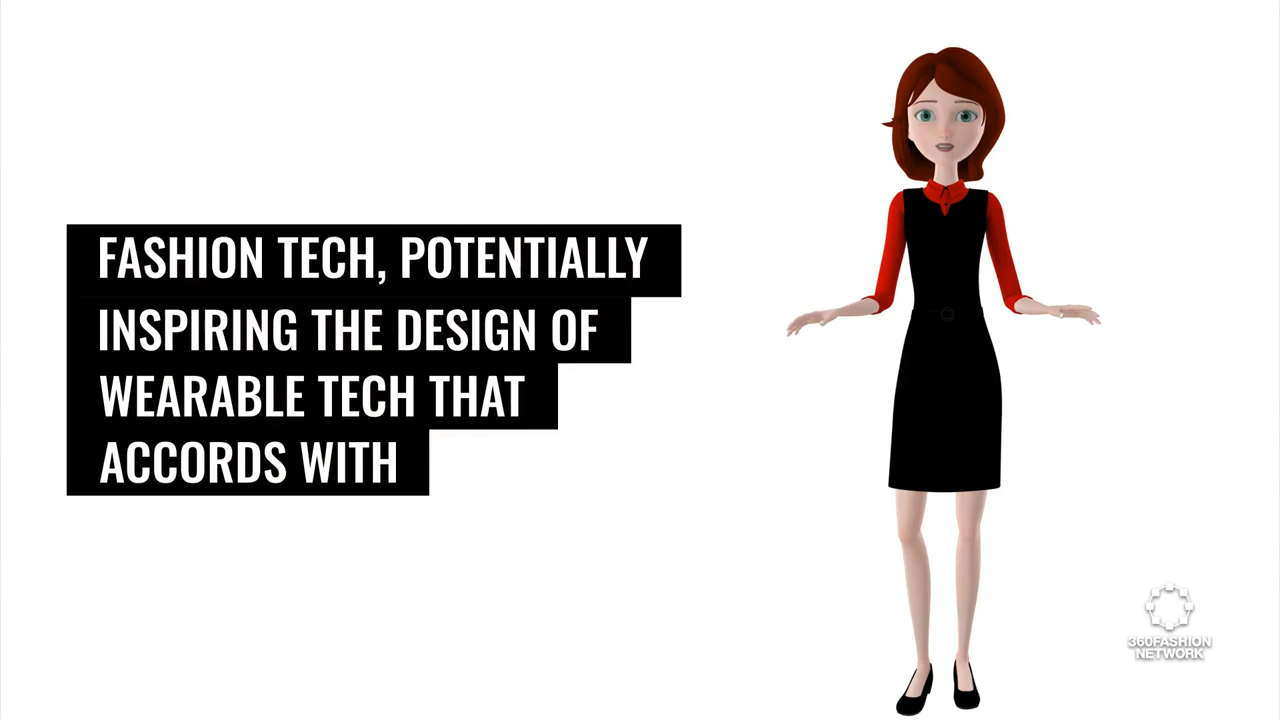 FASHION TECH, POTENTIALLY
INSPIRING THE DESIGN OF
WEARABLE TECH THAT
ACCORDS WITH
360FASHION
NETWORK